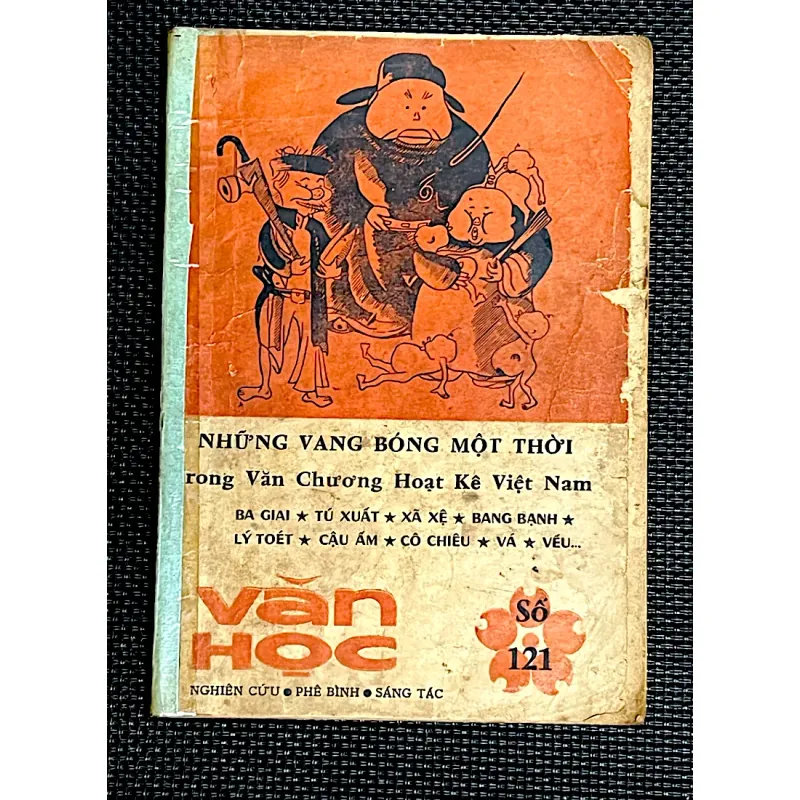 NHỮNG VANG BÓNG MỘT THỜI
rong Văn Chương Hoạt Kê Việt Nam
BA GIAI ★ TÚ XUẤT ★ XÃ XỆ ★ BANG BẠNH ★
LÝ TOÉT ★ CẬU ẤM ★ CÔ CHIÊU ★ VÁ ★ VẾU...
Văn
HỌC
Số
121
NGHIÊN CỨU ● PHÊ BÌNH ● SÁNG TÁC